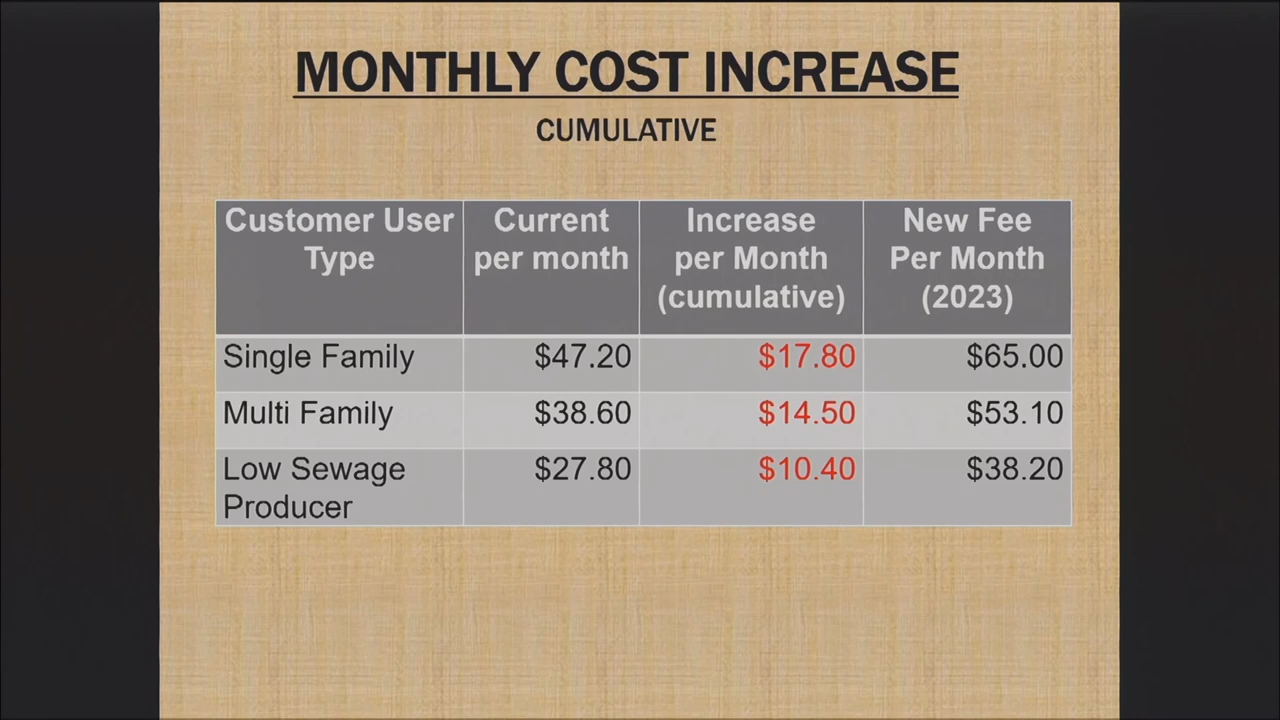 MONTHLY COST INCREASE
CUMULATIVE
Customer User Type
Current per month
Increase per Month (cumulative)
New Fee Per Month (2023)
Single Family $47.20 $17.80 $65.00
Multi Family $38.60 $14.50 $53.10
Low Sewage Producer $27.80 $10.40 $38.20